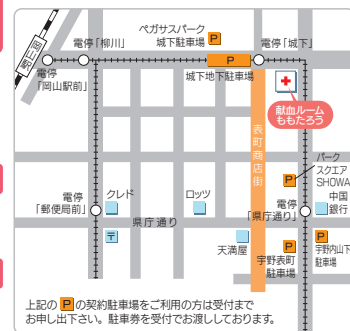 ペガサスパーク
城下駐車場 P
電停「柳川」
電停「城下」
岡山駅
P
電停
「岡山駅前」
城下地下駐車場
献血ルーム
ももたろう
表町商店街
パーク
スクエア
SHOWA
P
電停
「郵便局前」
クレド
ロッツ
電停
「県庁通り」
中国
銀行
県庁通り
〒
天満屋
P
宇野表町
駐車場
P
宇野内山下
駐車場
上記の P の契約駐車場をご利用の方は受付まで
お申し出下さい。駐車券を受付でお渡ししております。